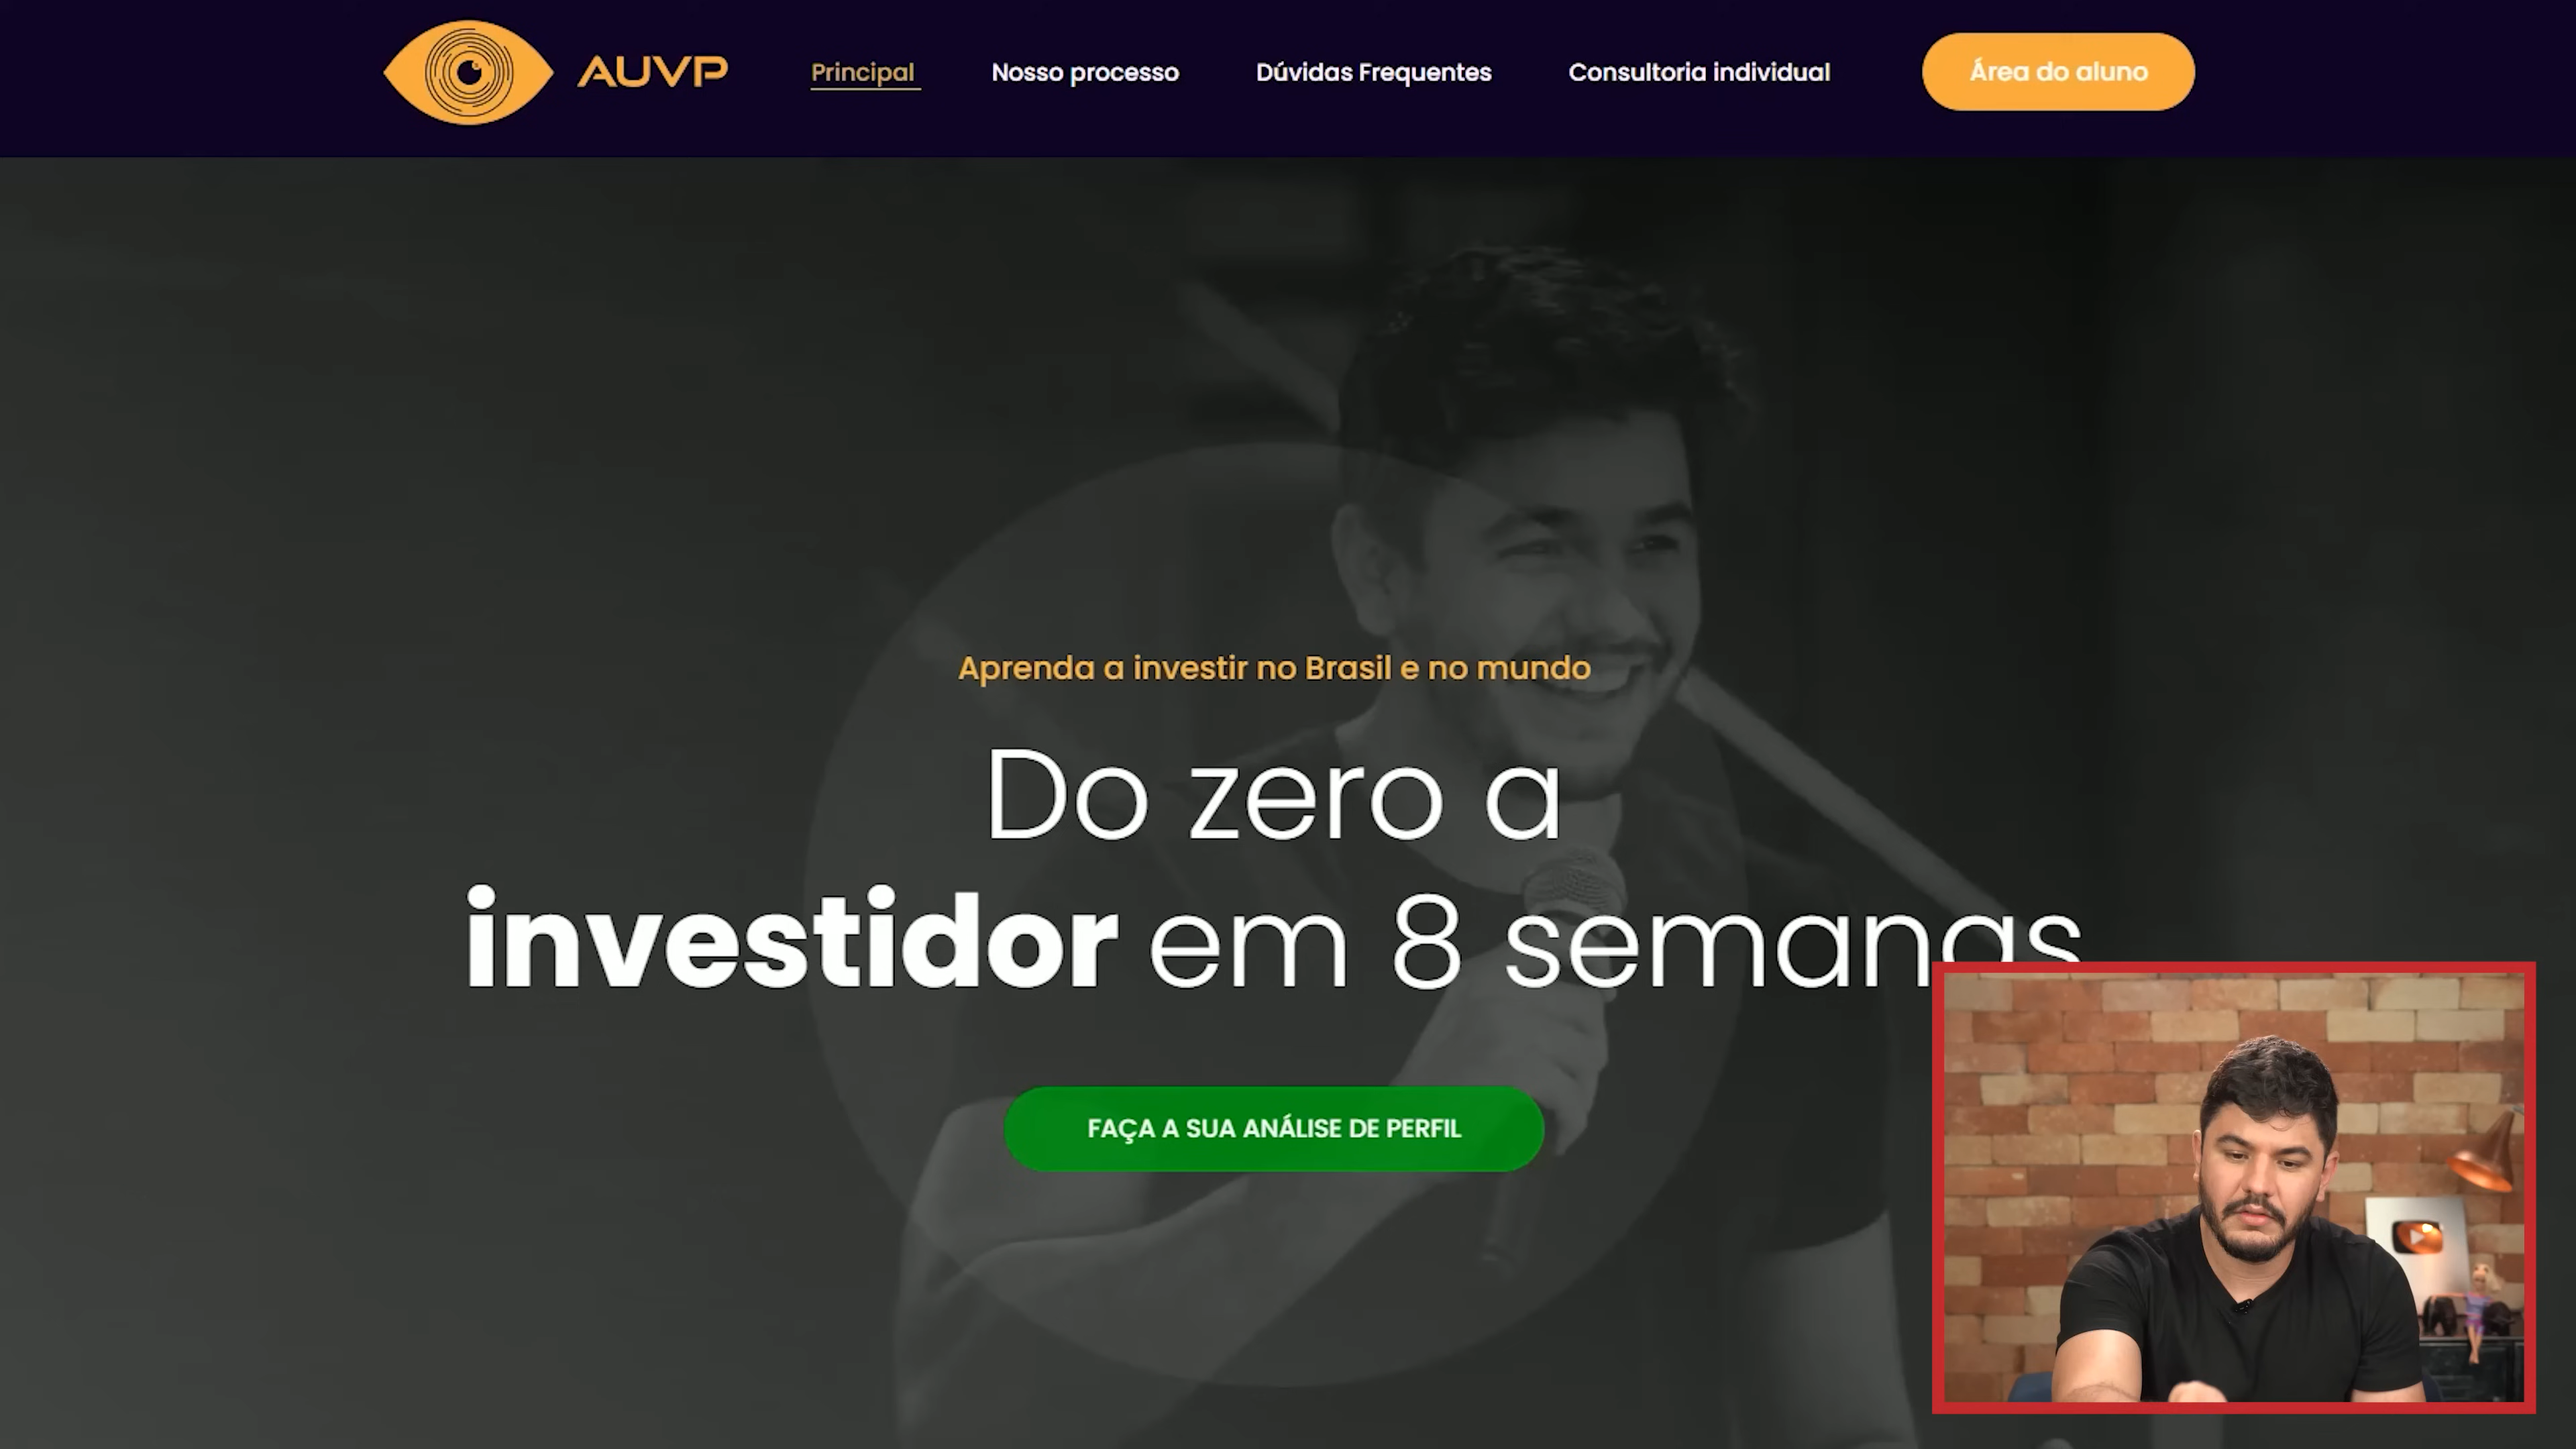 AUVP
Principal
Nosso processo
Dúvidas Frequentes
Consultoria individual
Área do aluno
Aprenda a investir no Brasil e no mundo
Do zero a
investidor em 8 semanas
FAÇA A SUA ANÁLISE DE PERFIL